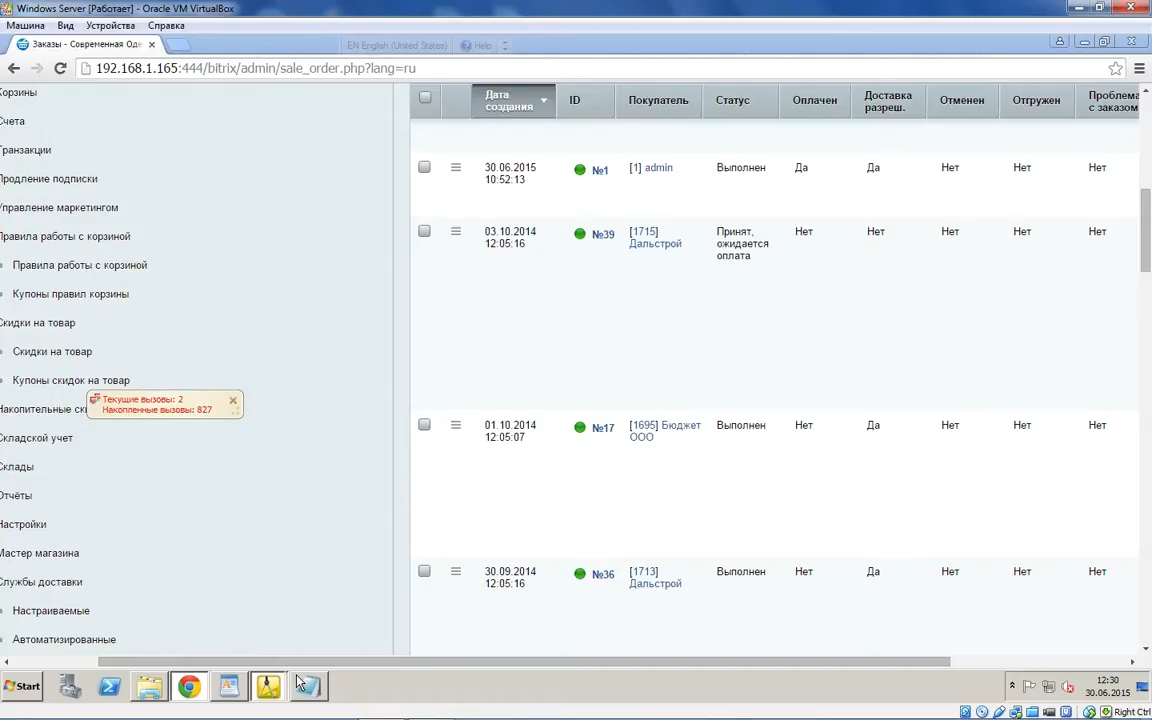 Windows Server [Работает] - Oracle VM VirtualBox
Машина Вид Устройства Справка
Заказы - Современная Оде
EN English (United States) Help
192.168.1.165:444/bitrix/admin/sale_order.php?lang=ru
Корзины
Счета
Транзакции
Продление подписки
Управление маркетингом
Правила работы с корзиной
Правила работы с корзиной
Купоны правил корзины
Скидки на товар
Скидки на товар
Купоны скидок на товар
Накопительные ск
Складской учет
Склады
Отчёты
Настройки
Мастер магазина
Службы доставки
Настраиваемые
Автоматизированные
Текущие вызовы: 2
Накопленные вызовы: 827
Дата создания ID Покупатель Статус Оплачен Доставка разреш. Отменен Отгружен Проблема с заказом
30.06.2015 №1 [1] admin Выполнен Да Да Нет Нет Нет
10:52:13
03.10.2014 №39 [1715] Принят, Нет Нет Нет Нет Нет
12:05:16 Дальстрой ожидается
оплата
01.10.2014 №17 [1695] Бюджет Выполнен Нет Да Нет Нет Нет
12:05:07 ООО
30.09.2014 №36 [1713] Выполнен Нет Да Нет Нет Нет
12:05:16 Дальстрой
Start
12:30
30.06.2015
Right Ctrl